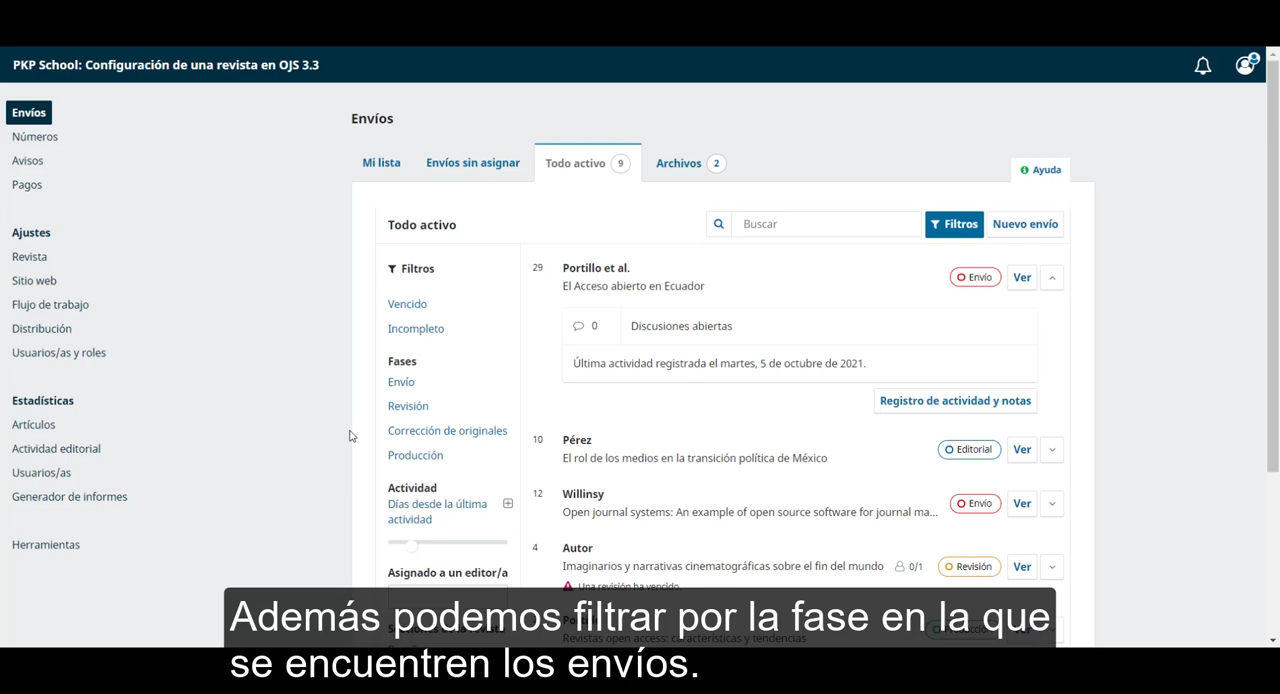 PKP School: Configuración de una revista en OJS 3.3
Envíos
Números
Avisos
Pagos
Ajustes
Revista
Sitio web
Flujo de trabajo
Distribución
Usuarios/as y roles
Estadísticas
Artículos
Actividad editorial
Usuarios/as
Generador de informes
Herramientas
Envíos
Mi lista
Envíos sin asignar
Todo activo 9
Archivos 2
Ayuda
Todo activo
Buscar
Filtros
Nuevo envío
Filtros
Vencido
Incompleto
Fases
Envío
Revisión
Corrección de originales
Producción
Actividad
Días desde la última
actividad
Asignado a un editor/a
29 Portillo et al. Envío Ver
El Acceso abierto en Ecuador
0 Discusiones abiertas
Última actividad registrada el martes, 5 de octubre de 2021.
Registro de actividad y notas
10 Pérez Editorial Ver
El rol de los medios en la transición política de México
12 Willinsy Envío Ver
Open journal systems: An example of open source software for journal ma...
4 Autor Revisión Ver
Imaginarios y narrativas cinematográficas sobre el fin del mundo 0/1
Una revisión ha vencido.
Revistas open access: características y tendencias
Además podemos filtrar por la fase en la que
se encuentren los envíos.